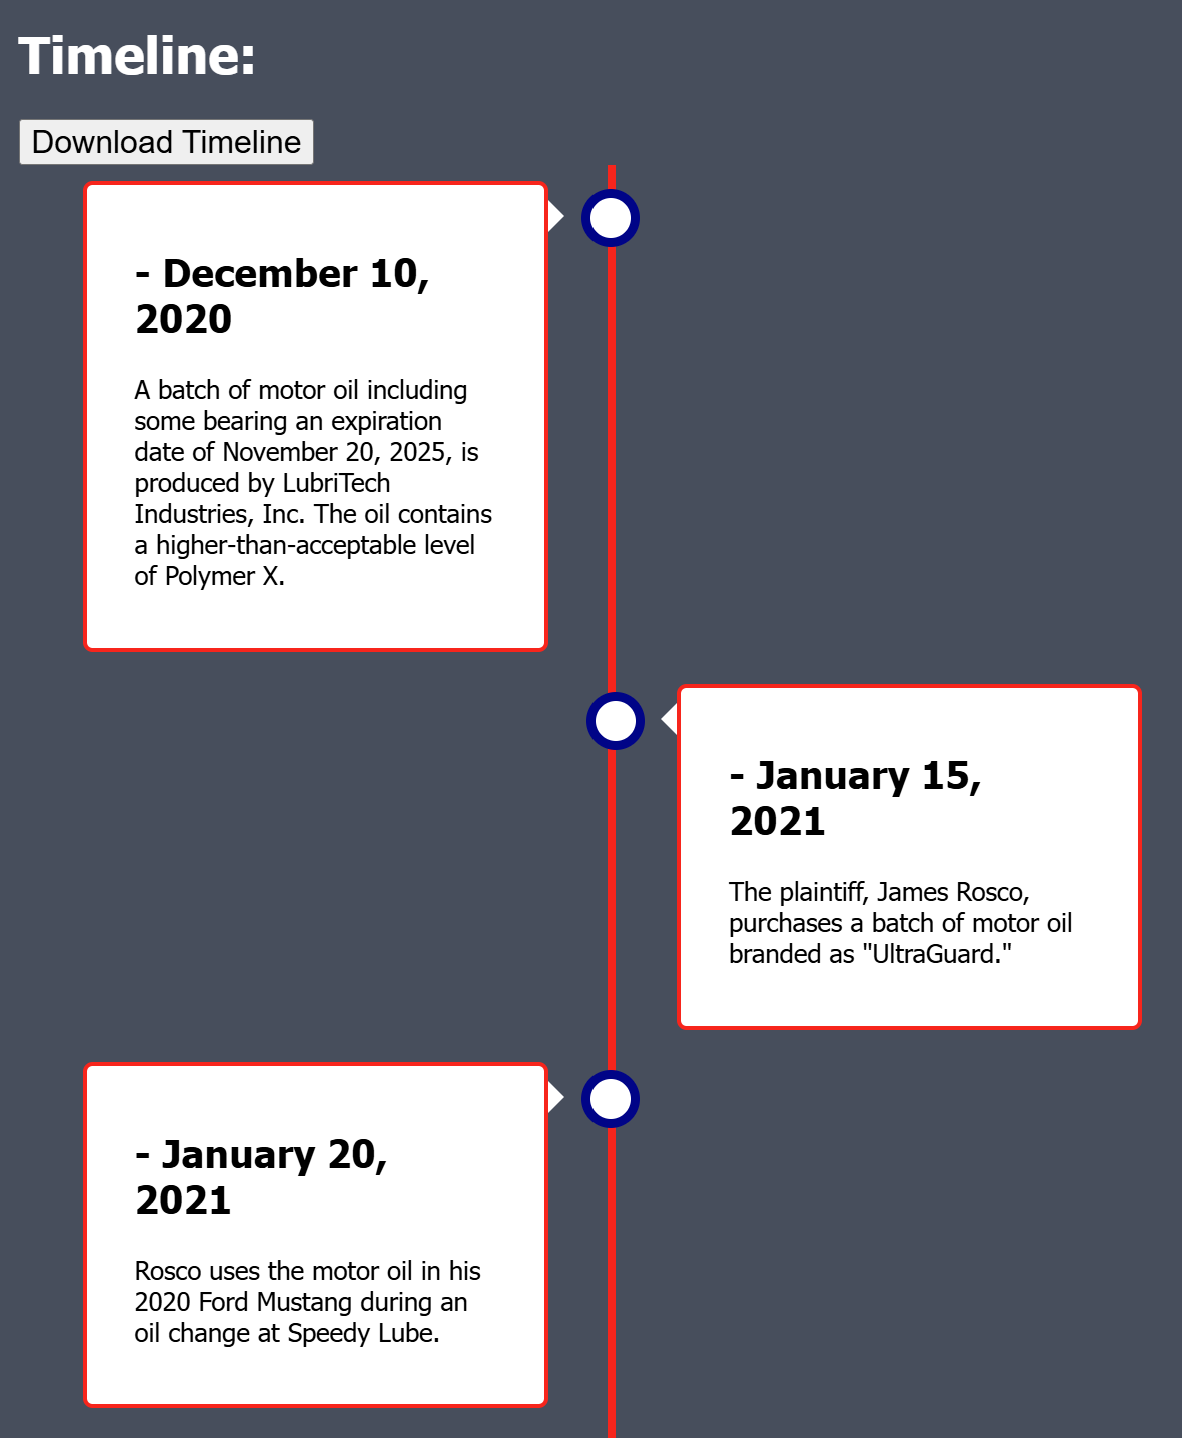 Timeline:
Download Timeline
- December 10,
2020
A batch of motor oil including
some bearing an expiration
date of November 20, 2025, is
produced by LubriTech
Industries, Inc. The oil contains
a higher-than-acceptable level
of Polymer X.
- January 15,
2021
The plaintiff, James Rosco,
purchases a batch of motor oil
branded as "UltraGuard."
- January 20,
2021
Rosco uses the motor oil in his
2020 Ford Mustang during an
oil change at Speedy Lube.